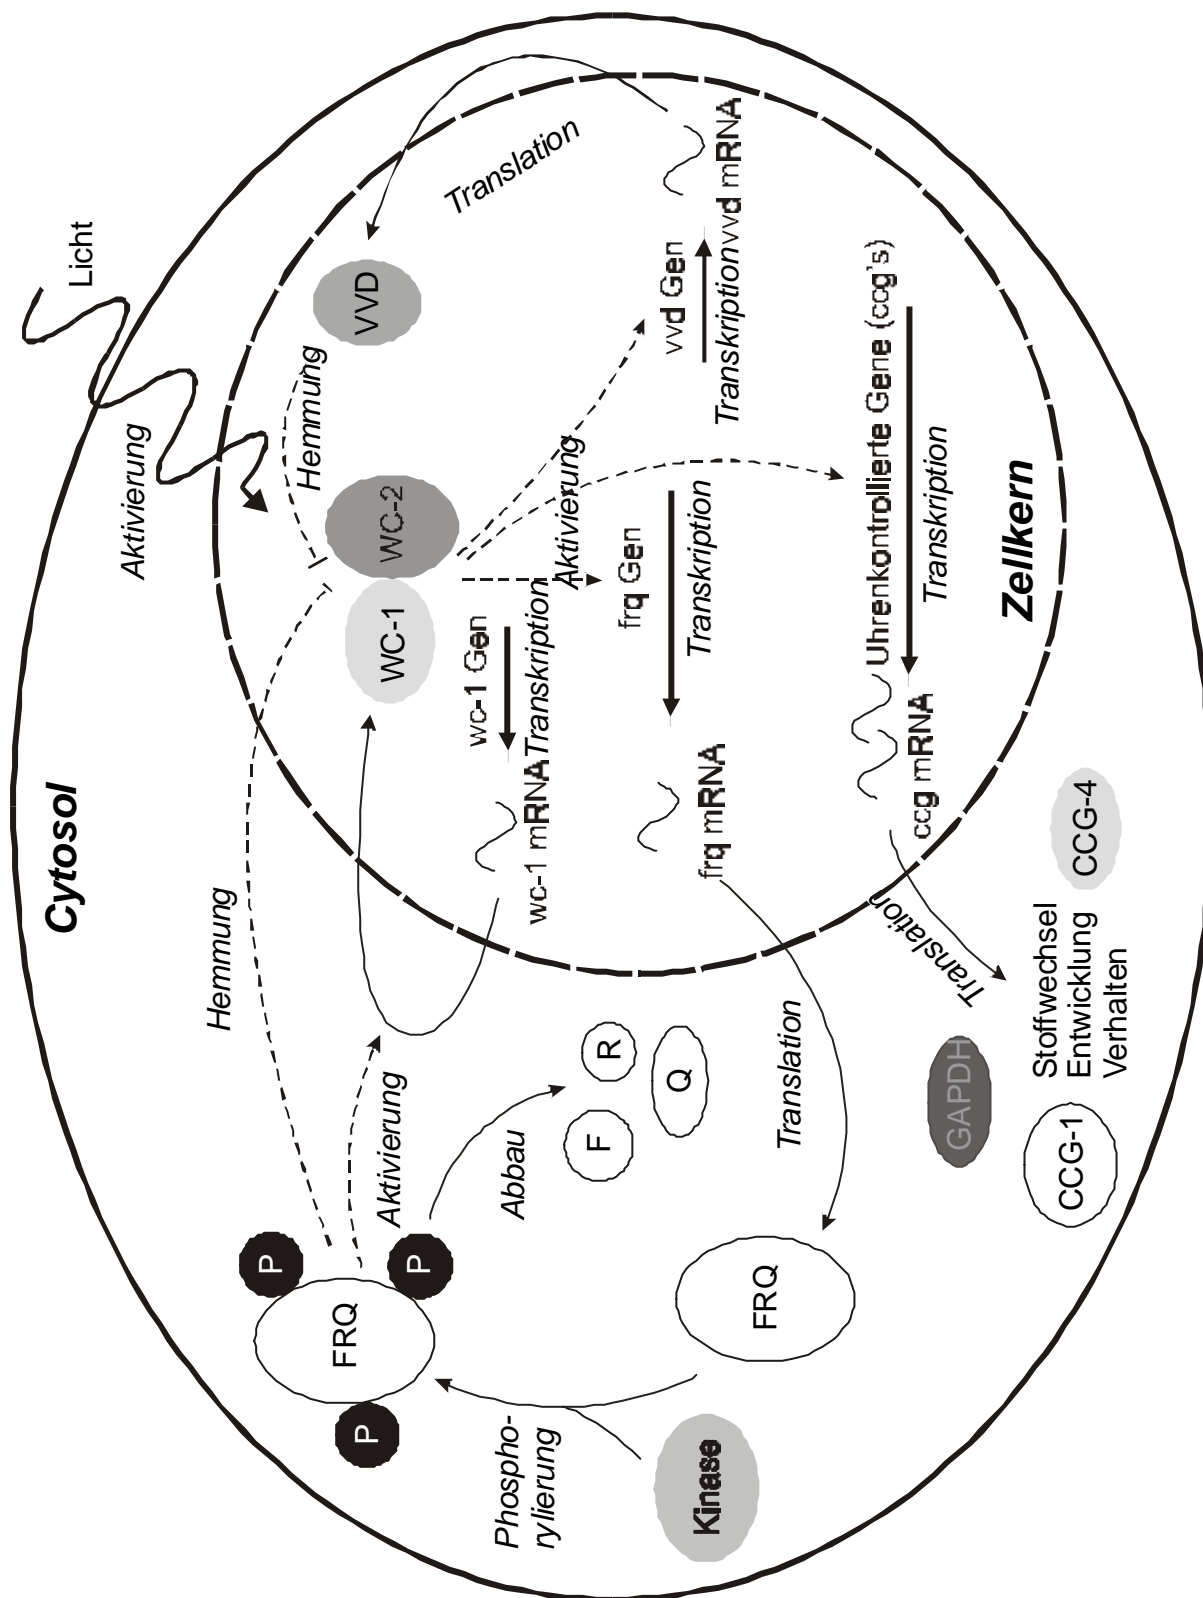 Cytosol
Licht
Aktivierung
Hemmung
Hemmung
VVD
Translation
WC-1
WC-2
Aktivierung
Aktivierung
wc-1 Gen
Transkription
wc-1 mRNA
frq Gen
Transkription
frq mRNA
vvd Gen
Transkription
vvd mRNA
Uhrenkontrollierte Gene (ccg's)
Transkription
ccg mRNA
Zellkern
P
P
P
FRQ
Abbau
F
R
Q
Translation
Translation
Phospho-
rylierung
Kinase
FRQ
GAPDH
CCG-1
Stoffwechsel
Entwicklung
Verhalten
CCG-4